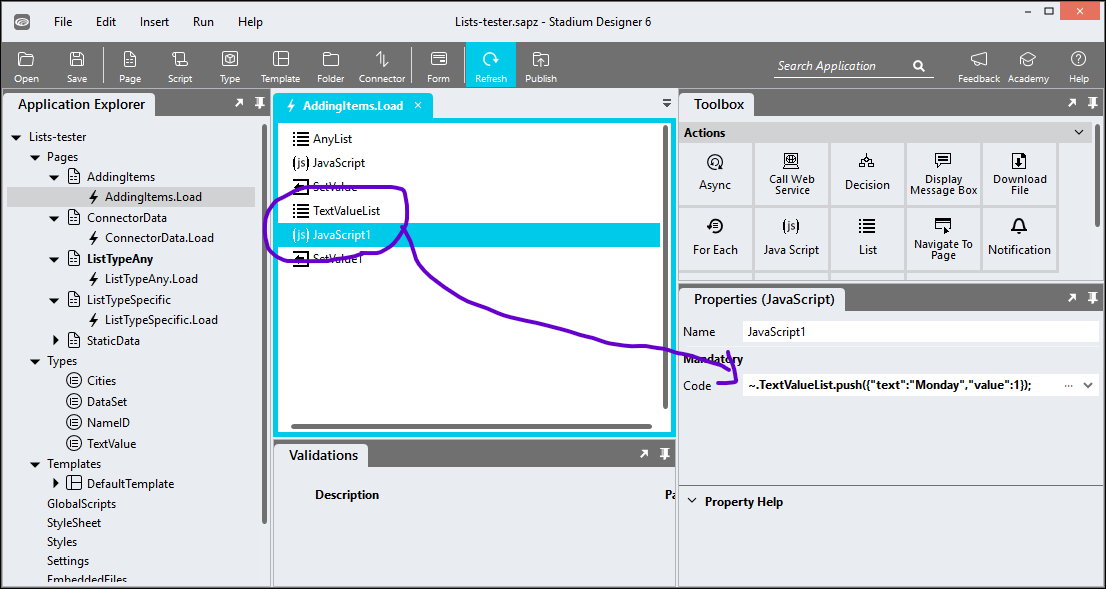 File Edit Insert Run Help
Lists-tester.sapz - Stadium Designer 6
Open Save Page Script Type Template Folder Connector Form Refresh Publish
Search Application
Feedback Academy Help
Application Explorer
Lists-tester
Pages
AddingItems
AddingItems.Load
ConnectorData
ConnectorData.Load
ListTypeAny
ListTypeAny.Load
ListTypeSpecific
ListTypeSpecific.Load
StaticData
Types
Cities
DataSet
NameID
TextValue
Templates
DefaultTemplate
GlobalScripts
StyleSheet
Styles
Settings
EmbeddedFiles
AddingItems.Load ×
AnyList
(js) JavaScript
SetValue
TextValueList
(js) JavaScript1
SetValue1
Validations
Description Pa
Toolbox
Actions
Async
Call Web
Service
Decision
Display
Message Box
Download
File
For Each
(js)
Java Script
List
Navigate To
Page
Notification
Properties (JavaScript)
Name JavaScript1
Mandatory
Code ~.TextValueList.push({"text":"Monday","value":1}); ...
Property Help